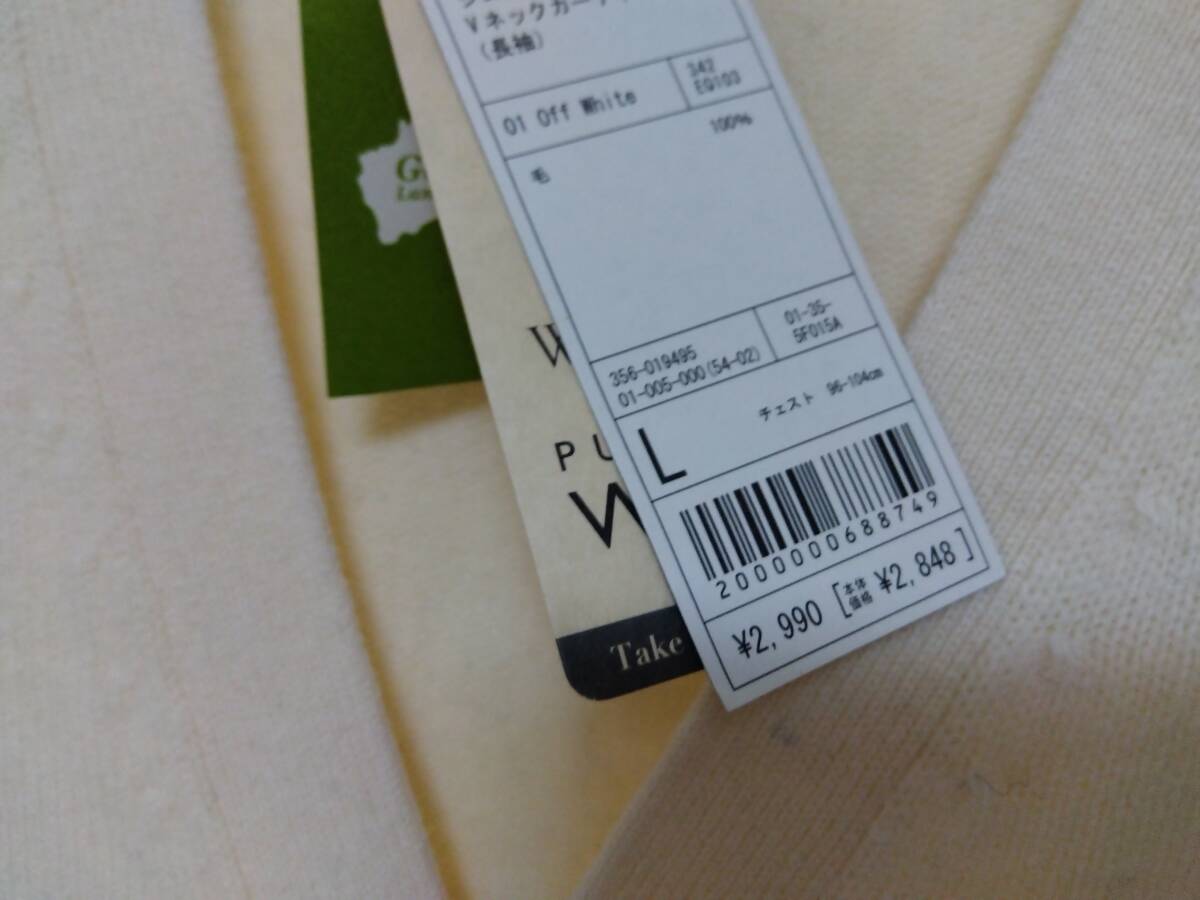 Vネックカーデ
(長袖)
01 Off White
342
EQ103
毛 100%
356-019495
01-005-000(54-02)
01-35-
5F015A
L チェスト 96-104cm
2000000688749
¥2,990 [本体価格 ¥2,848]
G
W
PU
W
Take